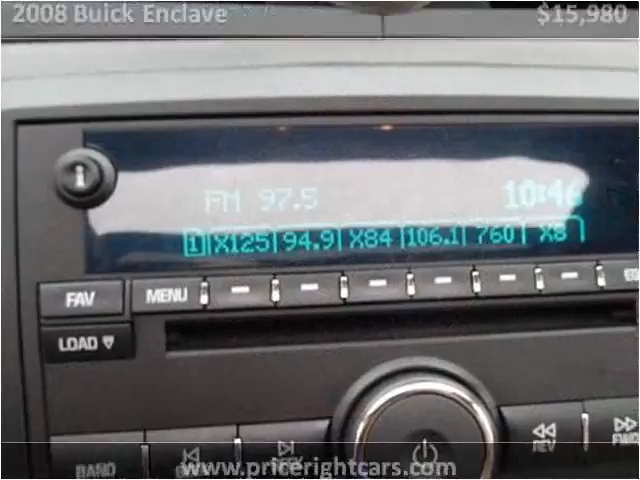 2008 Buick Enclave $15,980
i
FM 97.5 10:46
1 X125 94.9 X84 106.1 760 X8
FAV MENU
LOAD
REV FWD
BAND
www.pricerightcars.com